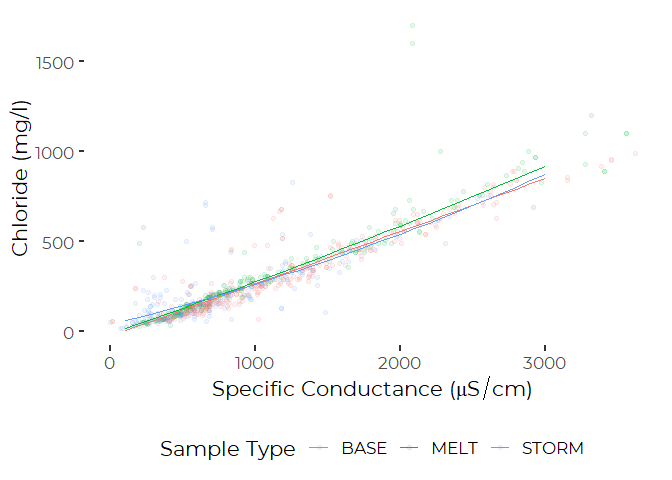 Chloride (mg/l)
1500
1000
500
0
0 1000 2000 3000
Specific Conductance (μS/cm)
Sample Type BASE MELT STORM